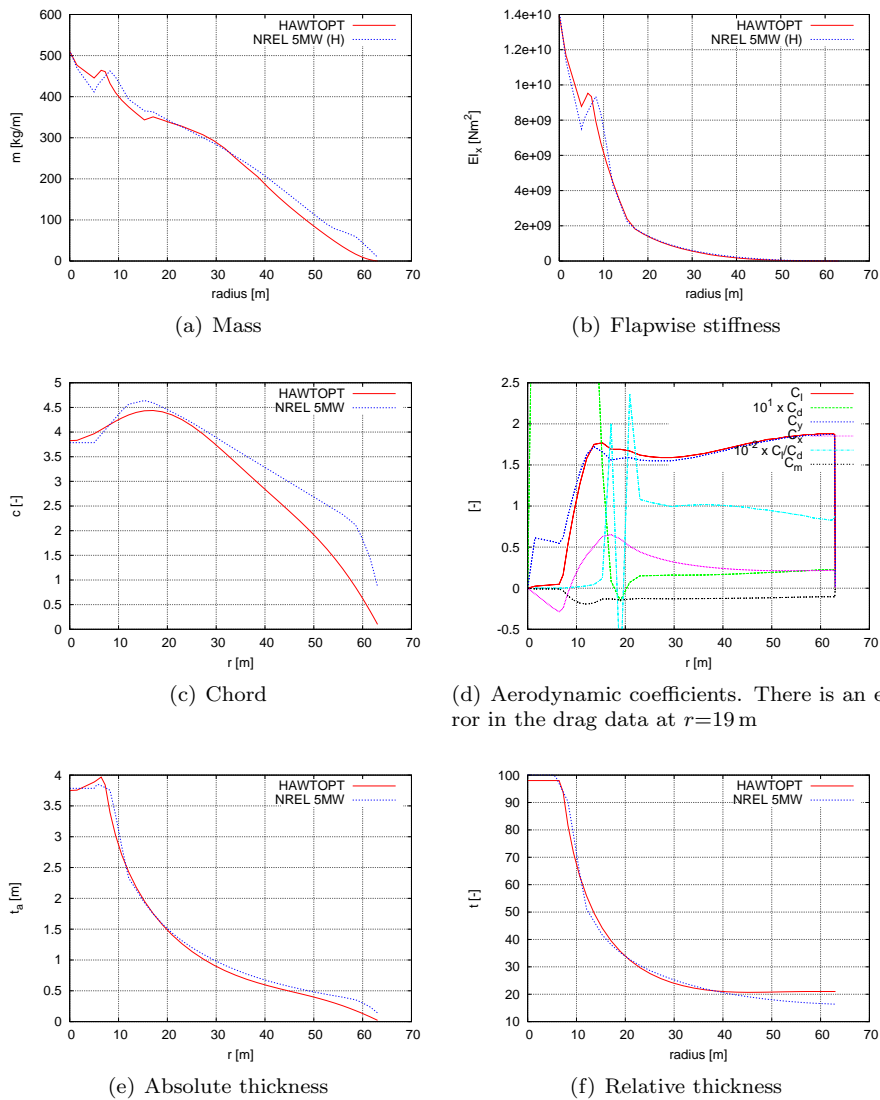 600
500
400
300
200
100
0
m [kg/m]
0 10 20 30 40 50 60 70
radius [m]
HAWTOPT
NREL 5MW (H)
(a) Mass
1.4e+10
1.2e+10
1e+10
8e+09
6e+09
4e+09
2e+09
0
EI_x [Nm²]
0 10 20 30 40 50 60 70
radius [m]
HAWTOPT
NREL 5MW (H)
(b) Flapwise stiffness
5
4.5
4
3.5
3
2.5
2
1.5
1
0.5
0
c [-]
0 10 20 30 40 50 60 70
r [m]
HAWTOPT
NREL 5MW
(c) Chord
2.5
2
1.5
1
0.5
0
-0.5
[-]
0 10 20 30 40 50 60 70
r [m]
C_l
10^1 x C_d
C_y
C_x
10^-2 x C_l/C_d
C_m
(d) Aerodynamic coefficients. There is an e
ror in the drag data at r=19 m
4
3.5
3
2.5
2
1.5
1
0.5
0
t_a [m]
0 10 20 30 40 50 60 70
r [m]
HAWTOPT
NREL 5MW
(e) Absolute thickness
100
90
80
70
60
50
40
30
20
10
t [-]
0 10 20 30 40 50 60 70
radius [m]
HAWTOPT
NREL 5MW
(f) Relative thickness